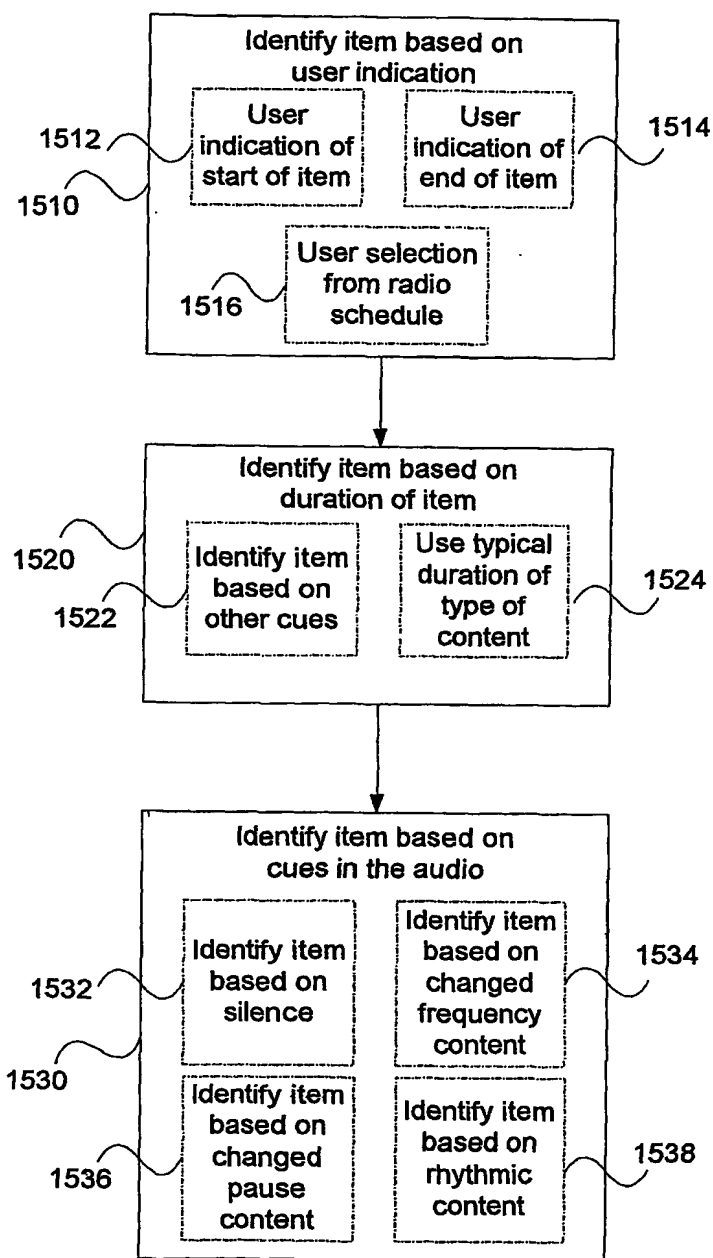 Identify item based on
user indication
1512
User
indication of
start of item
User
indication of
end of item
1514
1510
1516
User selection
from radio
schedule
Identify item based on
duration of item
1520
1522
Identify item
based on
other cues
Use typical
duration of
type of
content
1524
Identify item based on
cues in the audio
1532
Identify item
based on
silence
Identify item
based on
changed
frequency
content
1534
1530
1536
Identify item
based on
changed
pause
content
Identify item
based on
rhythmic
content
1538